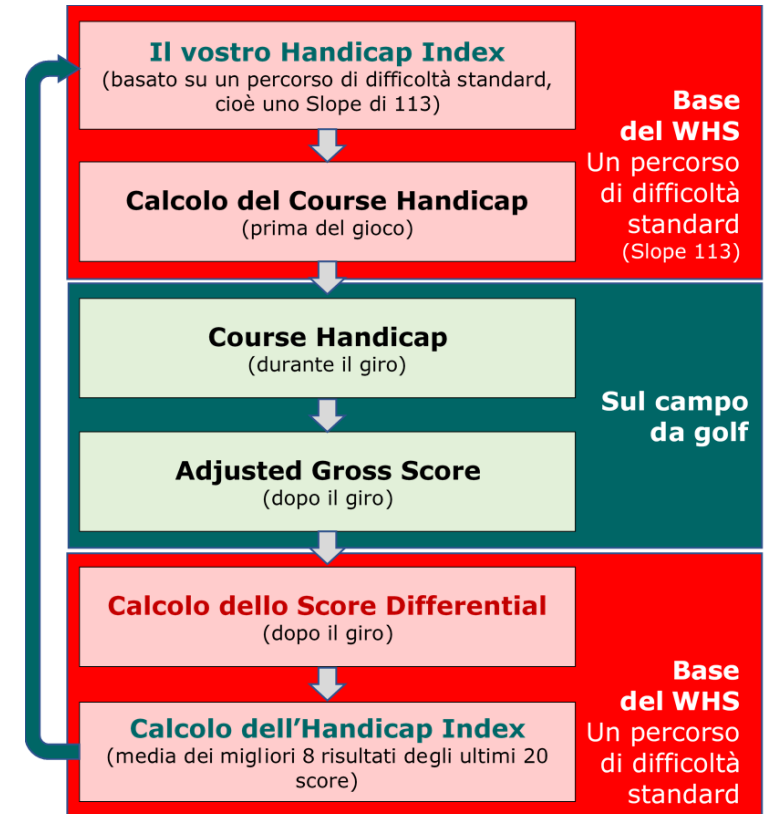 Il vostro Handicap Index
(basato su un percorso di difficoltà standard,
cioè uno Slope di 113)
Calcolo del Course Handicap
(prima del gioco)
Base
del WHS
Un percorso
di difficoltà
standard
(Slope 113)
Course Handicap
(durante il giro)
Adjusted Gross Score
(dopo il giro)
Sul campo
da golf
Calcolo dello Score Differential
(dopo il giro)
Calcolo dell’Handicap Index
(media dei migliori 8 risultati degli ultimi 20
score)
Base
del WHS
Un percorso
di difficoltà
standard